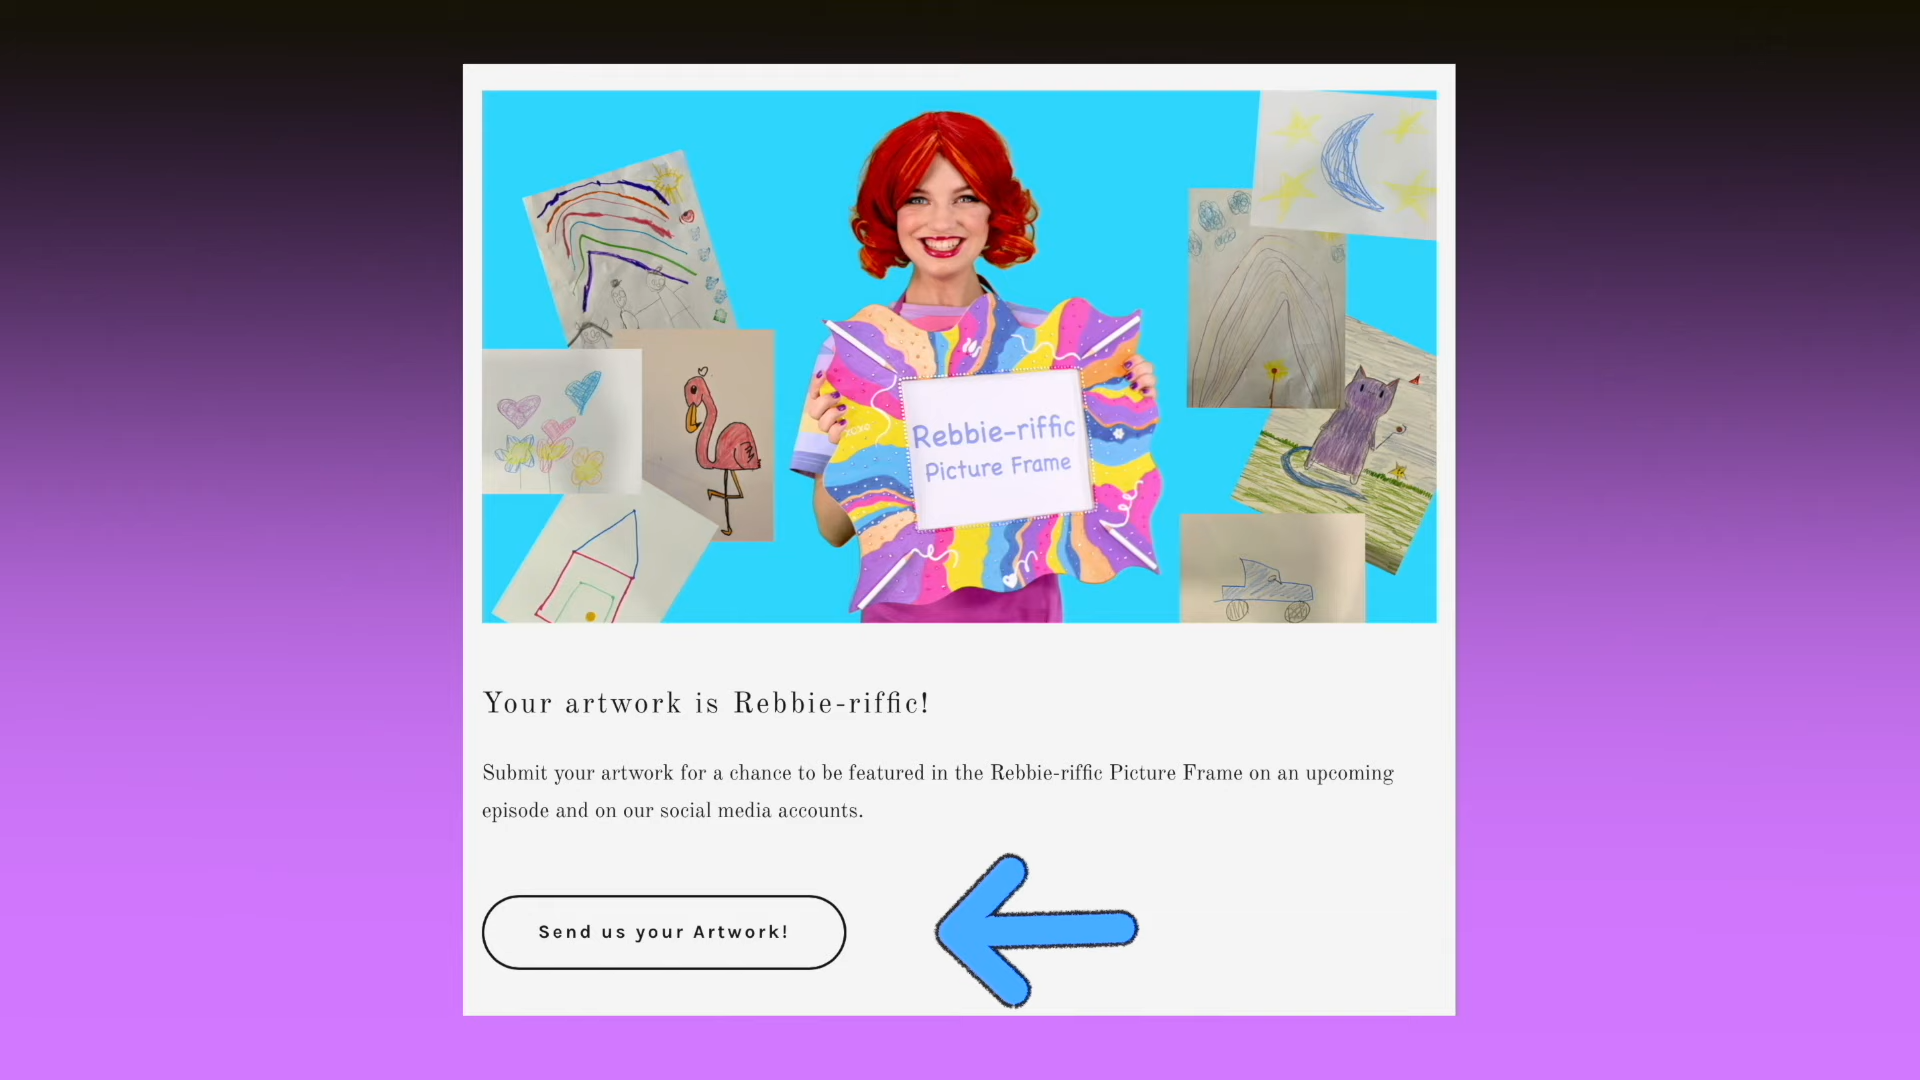 Rebbie-riffic
Picture Frame
Your artwork is Rebbie-riffic!
Submit your artwork for a chance to be featured in the Rebbie-riffic Picture Frame on an upcoming
episode and on our social media accounts.
Send us your Artwork!